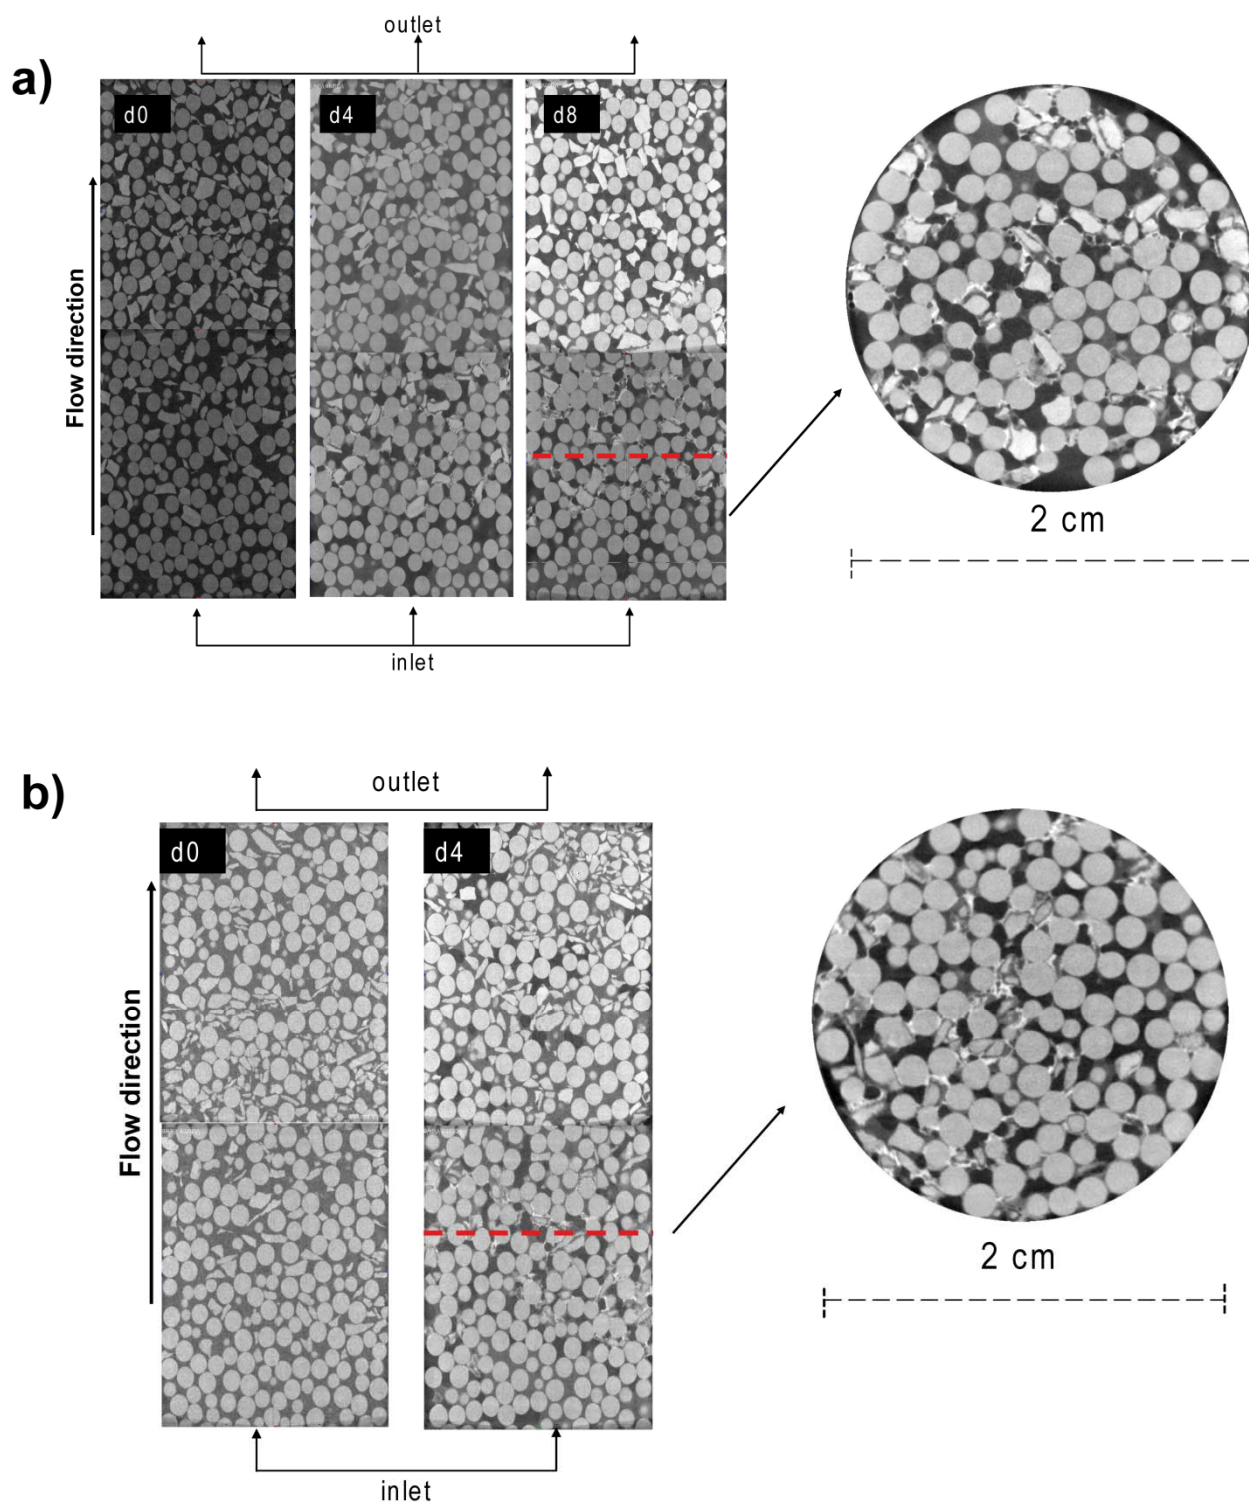 outlet
a)
d0
d4
d8
Flow direction
2 cm
inlet
b)
outlet
d0
d4
Flow direction
2 cm
inlet